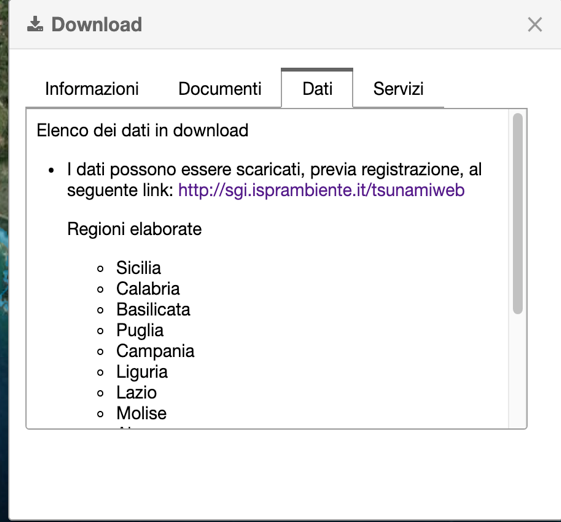 Download
Informazioni Documenti Dati Servizi
Elenco dei dati in download
I dati possono essere scaricati, previa registrazione, al
seguente link: http://sgi.isprambiente.it/tsunamiweb
Regioni elaborate
Sicilia
Calabria
Basilicata
Puglia
Campania
Liguria
Lazio
Molise